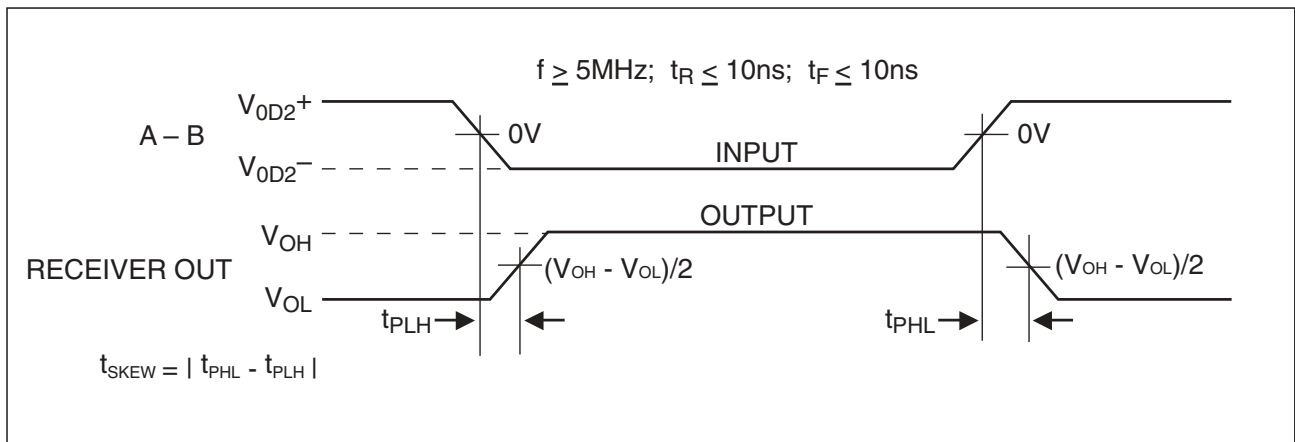 f ≥ 5MHz; tR ≤ 10ns; tF ≤ 10ns
V0D2+
A – B
0V
0V
V0D2–
INPUT
OUTPUT
VOH
RECEIVER OUT
(VOH - VOL)/2
(VOH - VOL)/2
VOL
tPLH
tPHL
tSKEW = | tPHL - tPLH |